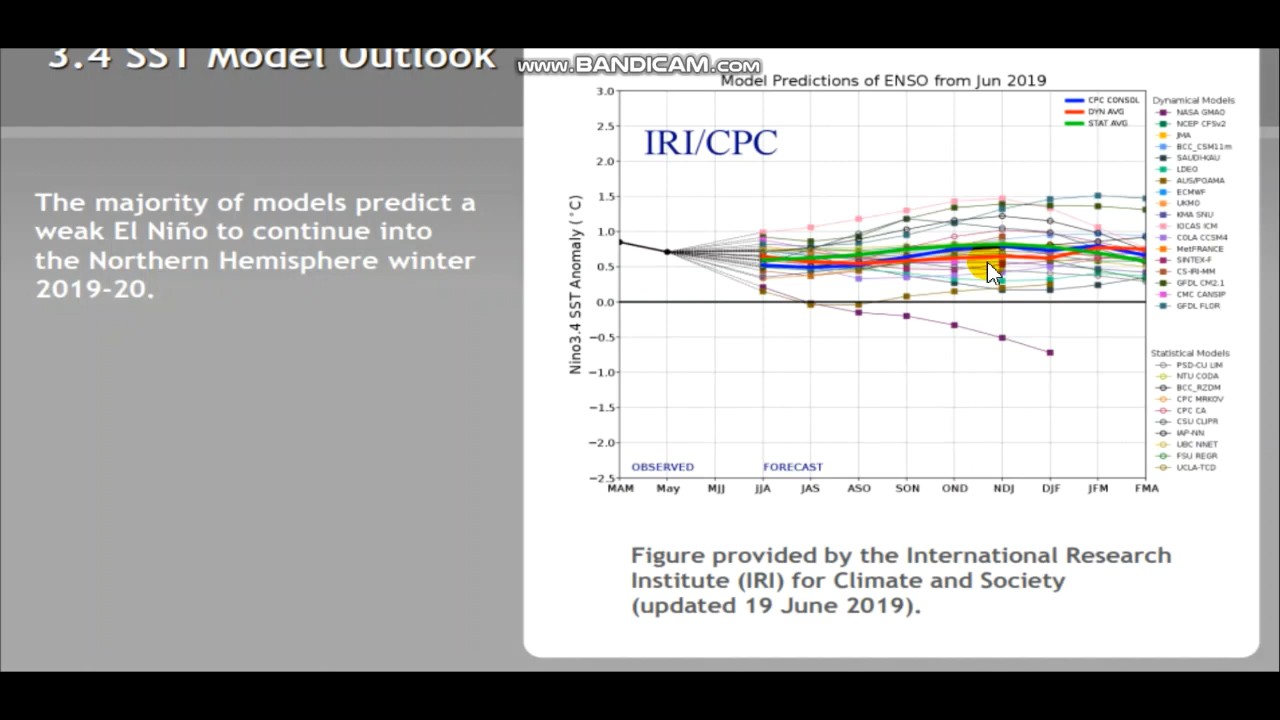 3.4 SST Model Outlook
www.BANDICAM.com
The majority of models predict a
weak El Niño to continue into
the Northern Hemisphere winter
2019-20.
Model Predictions of ENSO from Jun 2019
IRI/CPC
CPC CONSOL
DYN AVG
STAT AVG
Nino3.4 SST Anomaly (°C)
3.0
2.5
2.0
1.5
1.0
0.5
0.0
−0.5
−1.0
−1.5
−2.0
−2.5
OBSERVED
FORECAST
MAM May MJJ JJA JAS ASO SON OND NDJ DJF JFM FMA
Dynamical Models
NASA GMAO
NCEP CFSv2
JMA
BCC_CSM11m
SAUDI-KAU
LDEO
AUS/POAMA
ECMWF
UKMO
KMA SNU
IOCAS ICM
COLA CCSM4
MetFRANCE
SINTEX-F
CS-IRI-MM
GFDL CM2.1
CMC CANSIP
GFDL FLOR
Statistical Models
PSD-CU LIM
NTU CODA
BCC_RZDM
CPC MRKOV
CPC CA
CSU CLIPR
IAP-NN
UBC NNET
FSU REGR
UCLA-TCD
Figure provided by the International Research
Institute (IRI) for Climate and Society
(updated 19 June 2019).